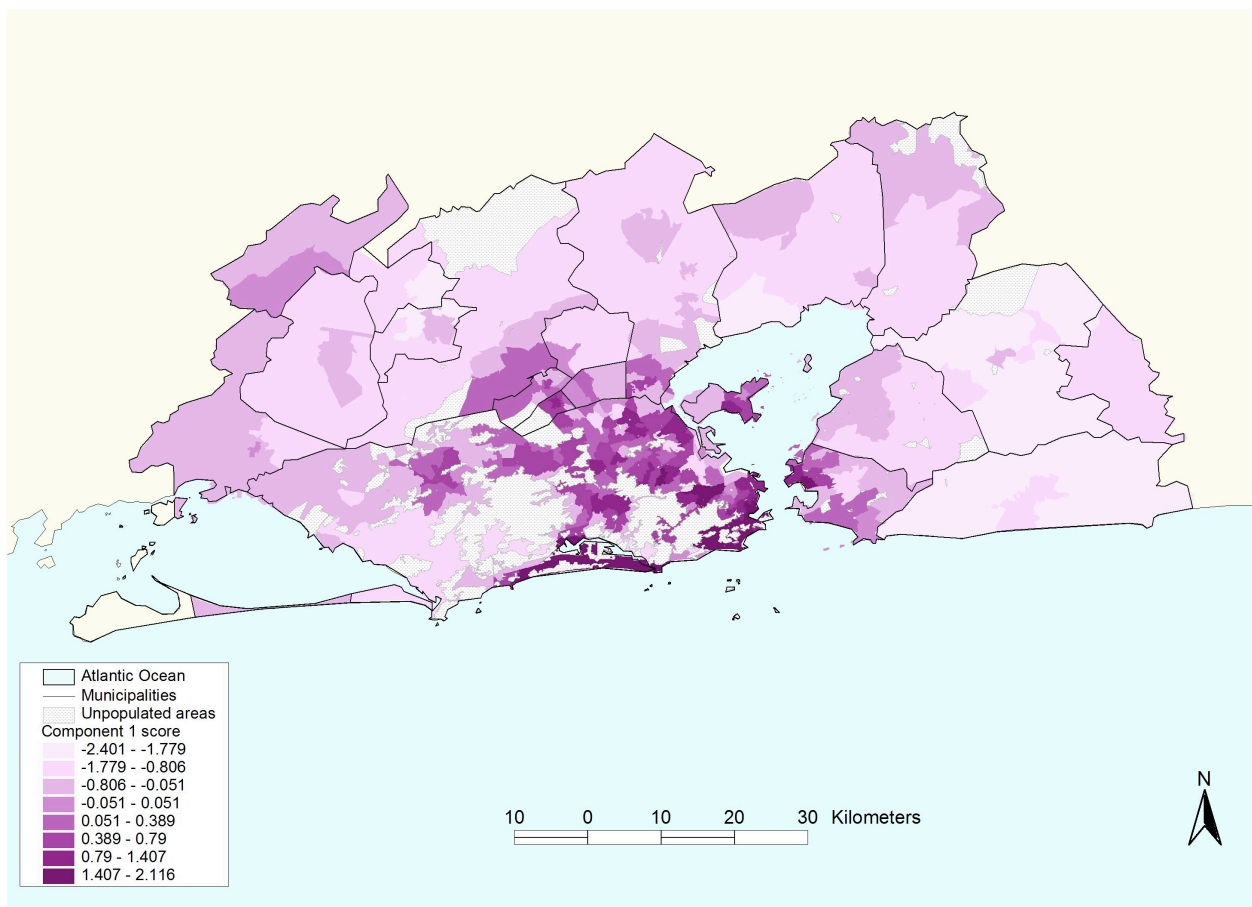 Atlantic Ocean
Municipalities
Unpopulated areas
Component 1 score
-2.401 - -1.779
-1.779 - -0.806
-0.806 - -0.051
-0.051 - 0.051
0.051 - 0.389
0.389 - 0.79
0.79 - 1.407
1.407 - 2.116
10 0 10 20 30 Kilometers
N